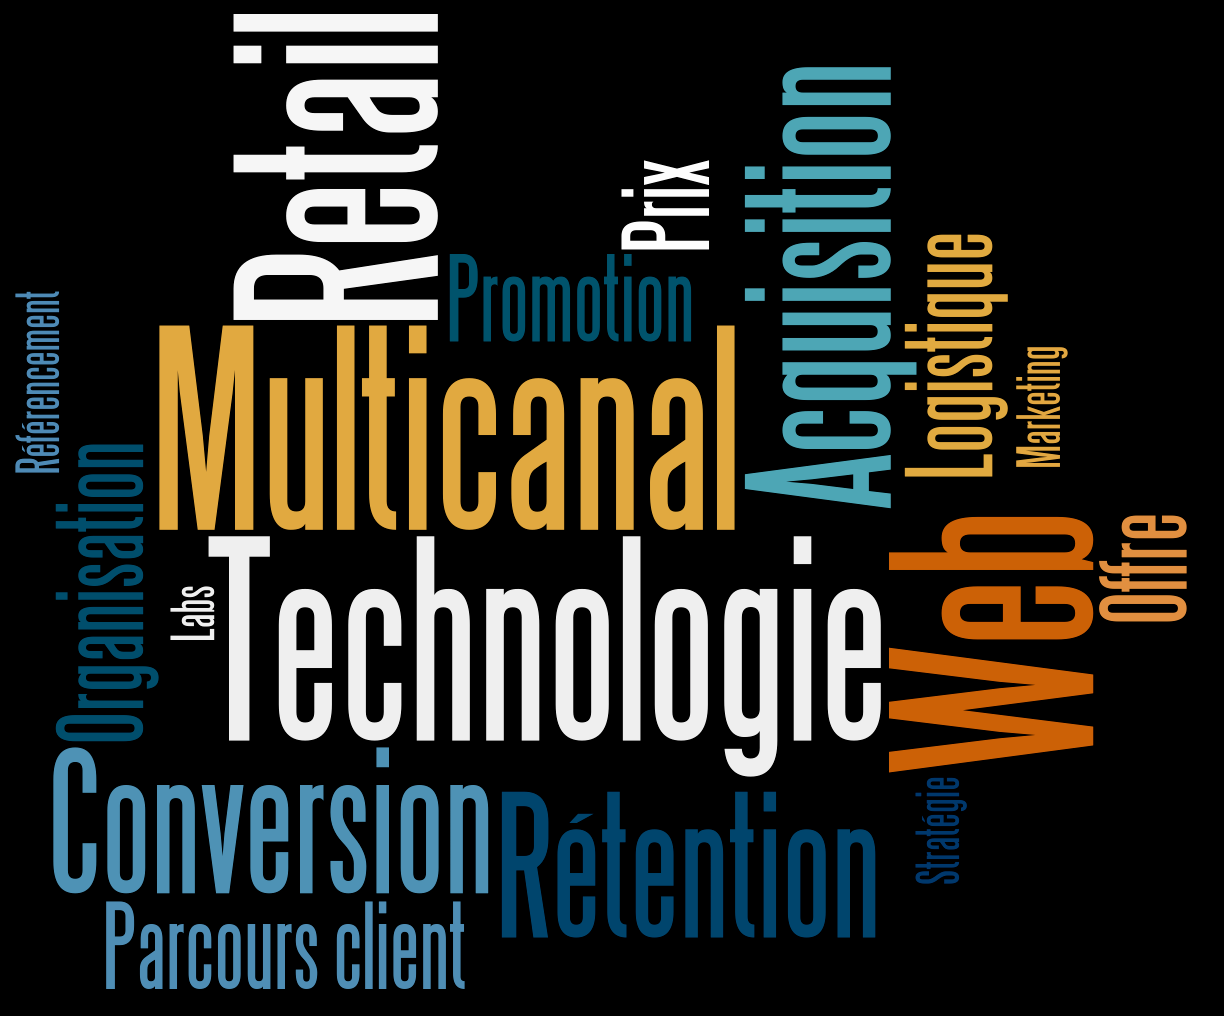 Retail
Prix
Acquisition
Promotion
Logistique
Référencement
Multicanal
Marketing
Organisation
Labs
Technologie
Web
Offre
Conversion
Rétention
Stratégie
Parcours client